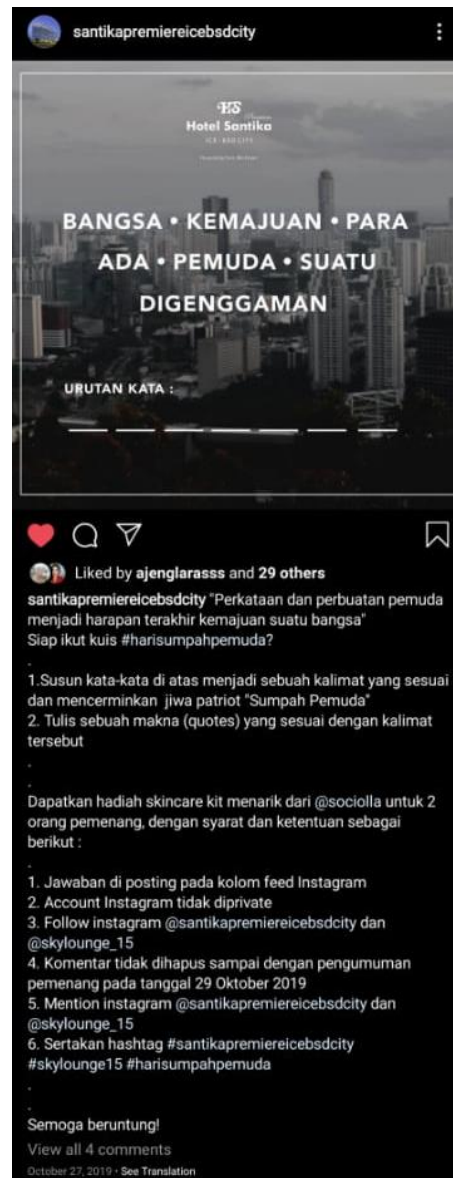 santikapremiereicebsdcity
Hotel Santika
Premiere
ICE - BSD CITY
BANGSA • KEMAJUAN • PARA
ADA • PEMUDA • SUATU
DIGENGGAMAN
URUTAN KATA :
Liked by ajenglarasss and 29 others
santikapremiereicebsdcity "Perkataan dan perbuatan pemuda
menjadi harapan terakhir kemajuan suatu bangsa"
Siap ikut kuis #harisumpahpemuda?
.
1.Susun kata-kata di atas menjadi sebuah kalimat yang sesuai
dan mencerminkan jiwa patriot "Sumpah Pemuda"
2. Tulis sebuah makna (quotes) yang sesuai dengan kalimat
tersebut
.
.
Dapatkan hadiah skincare kit menarik dari @sociolla untuk 2
orang pemenang, dengan syarat dan ketentuan sebagai
berikut :
.
1. Jawaban di posting pada kolom feed Instagram
2. Account Instagram tidak diprivate
3. Follow instagram @santikapremiereicebsdcity dan
@skylounge_15
4. Komentar tidak dihapus sampai dengan pengumuman
pemenang pada tanggal 29 Oktober 2019
5. Mention instagram @santikapremiereicebsdcity dan
@skylounge_15
6. Sertakan hashtag #santikapremiereicebsdcity
#skylounge15 #harisumpahpemuda
.
.
Semoga beruntung!
View all 4 comments
October 27, 2019 • See Translation